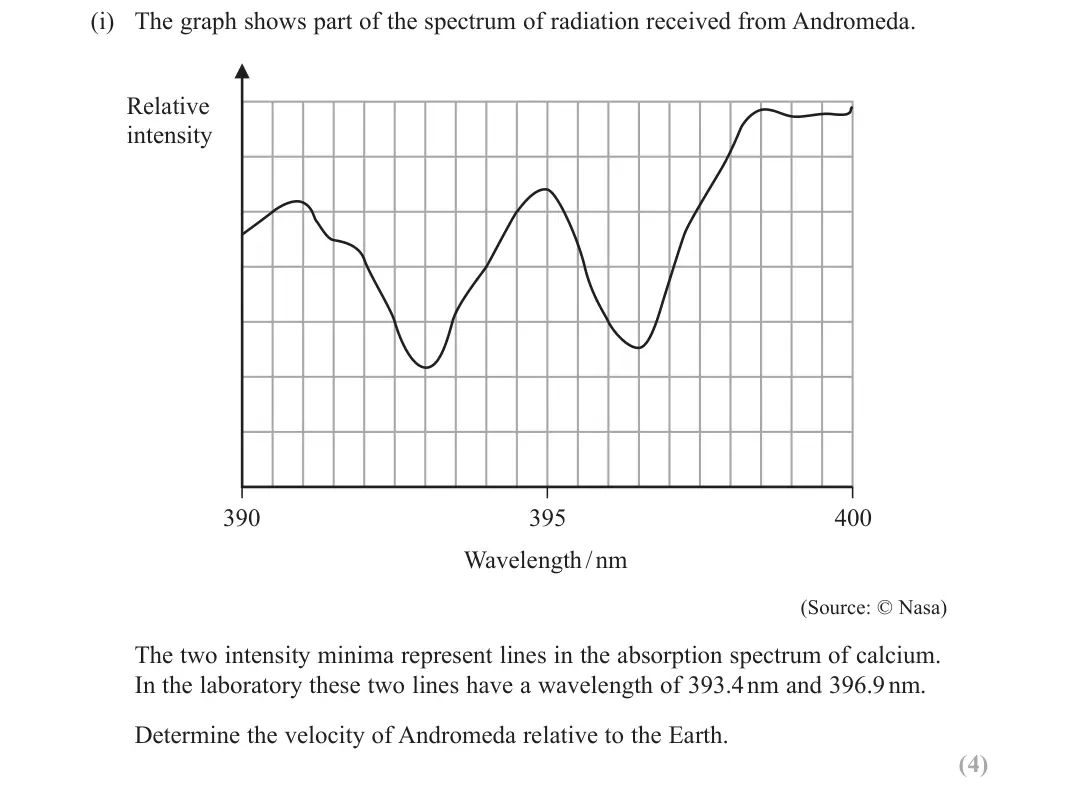 (i) The graph shows part of the spectrum of radiation received from Andromeda.
Relative
intensity
390
395
400
Wavelength / nm
(Source: © Nasa)
The two intensity minima represent lines in the absorption spectrum of calcium.
In the laboratory these two lines have a wavelength of 393.4 nm and 396.9 nm.
Determine the velocity of Andromeda relative to the Earth.
(4)